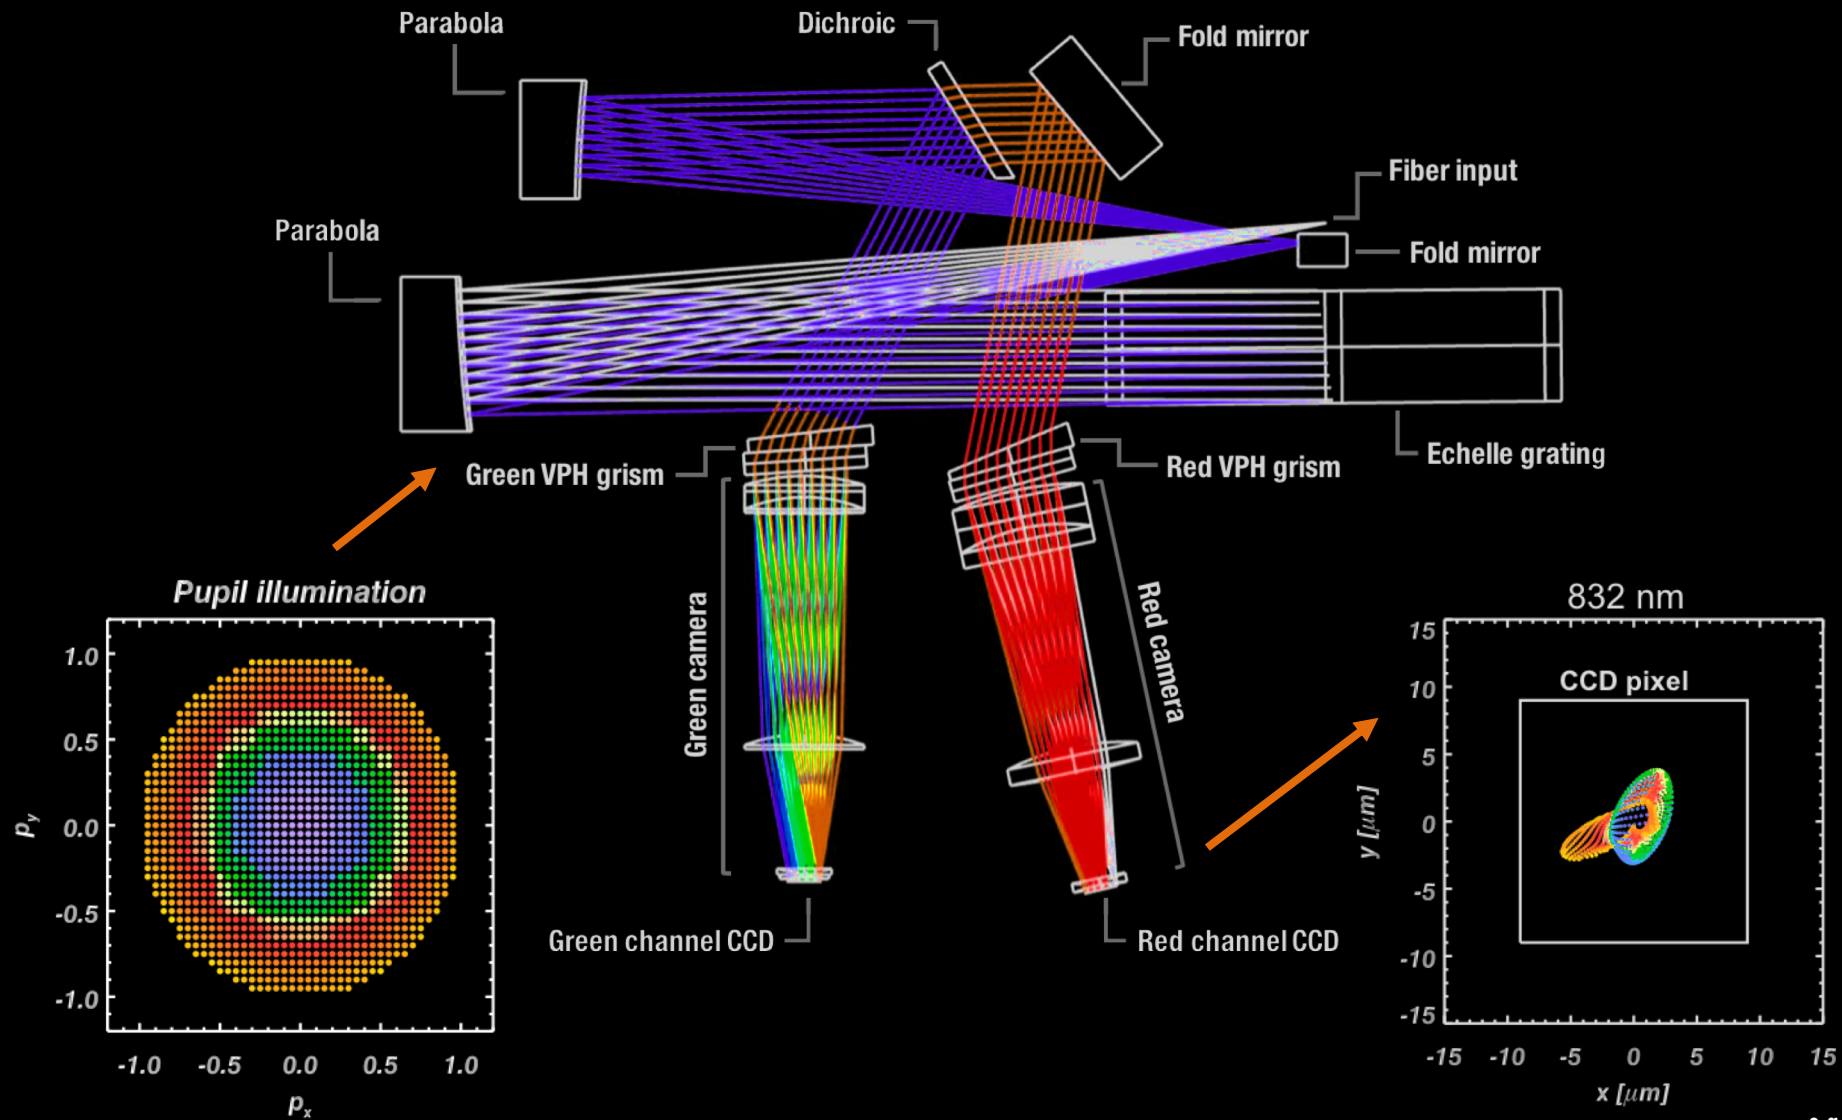 Parabola
Dichroic
Fold mirror
Fiber input
Parabola
Fold mirror
Echelle grating
Green VPH grism
Red VPH grism
Green camera
Red camera
Green channel CCD
Red channel CCD
Pupil illumination
1.0
0.5
0.0
-0.5
-1.0
py
-1.0 -0.5 0.0 0.5 1.0
px
832 nm
CCD pixel
15
10
5
0
-5
-10
-15
y [μm]
-15 -10 -5 0 5 10 15
x [μm]